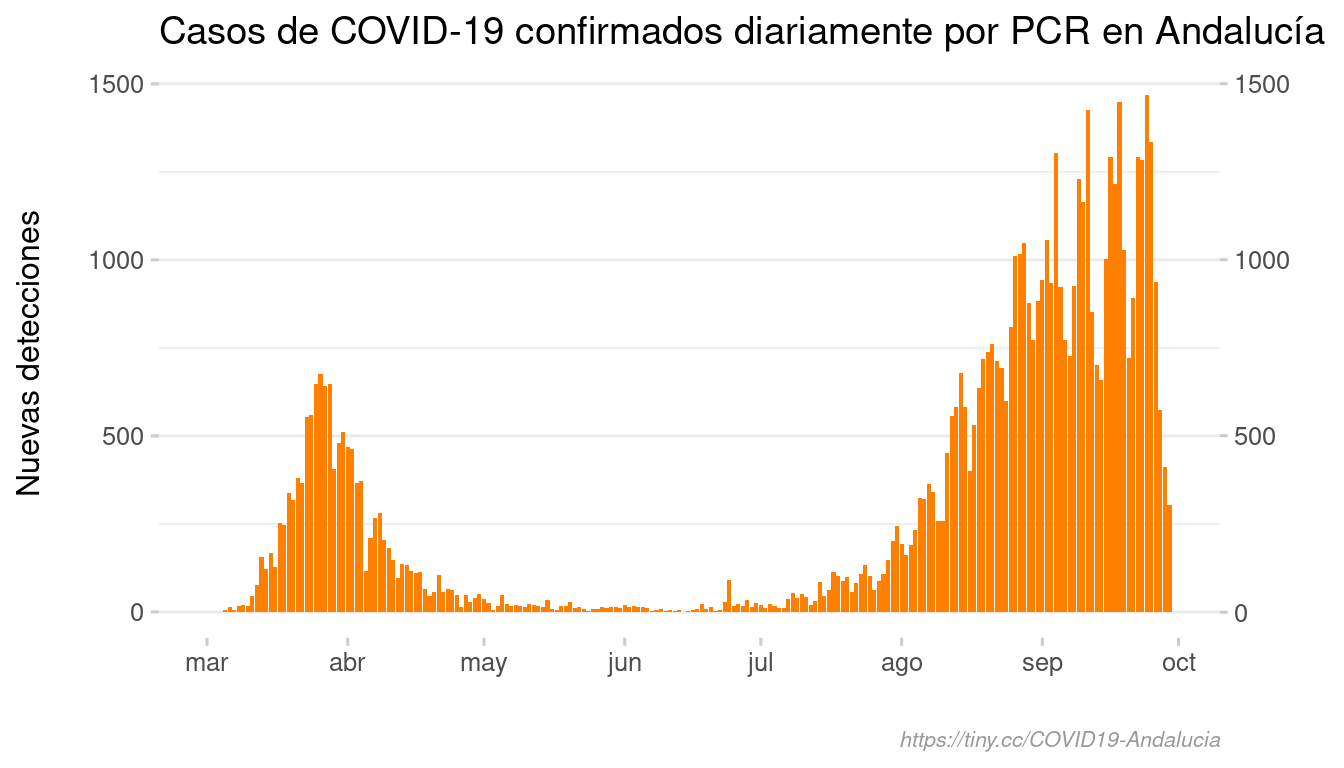 Casos de COVID-19 confirmados diariamente por PCR en Andalucía
Nuevas detecciones
1500
1000
500
0
1500
1000
500
0
mar abr may jun jul ago sep oct
https://tiny.cc/COVID19-Andalucia